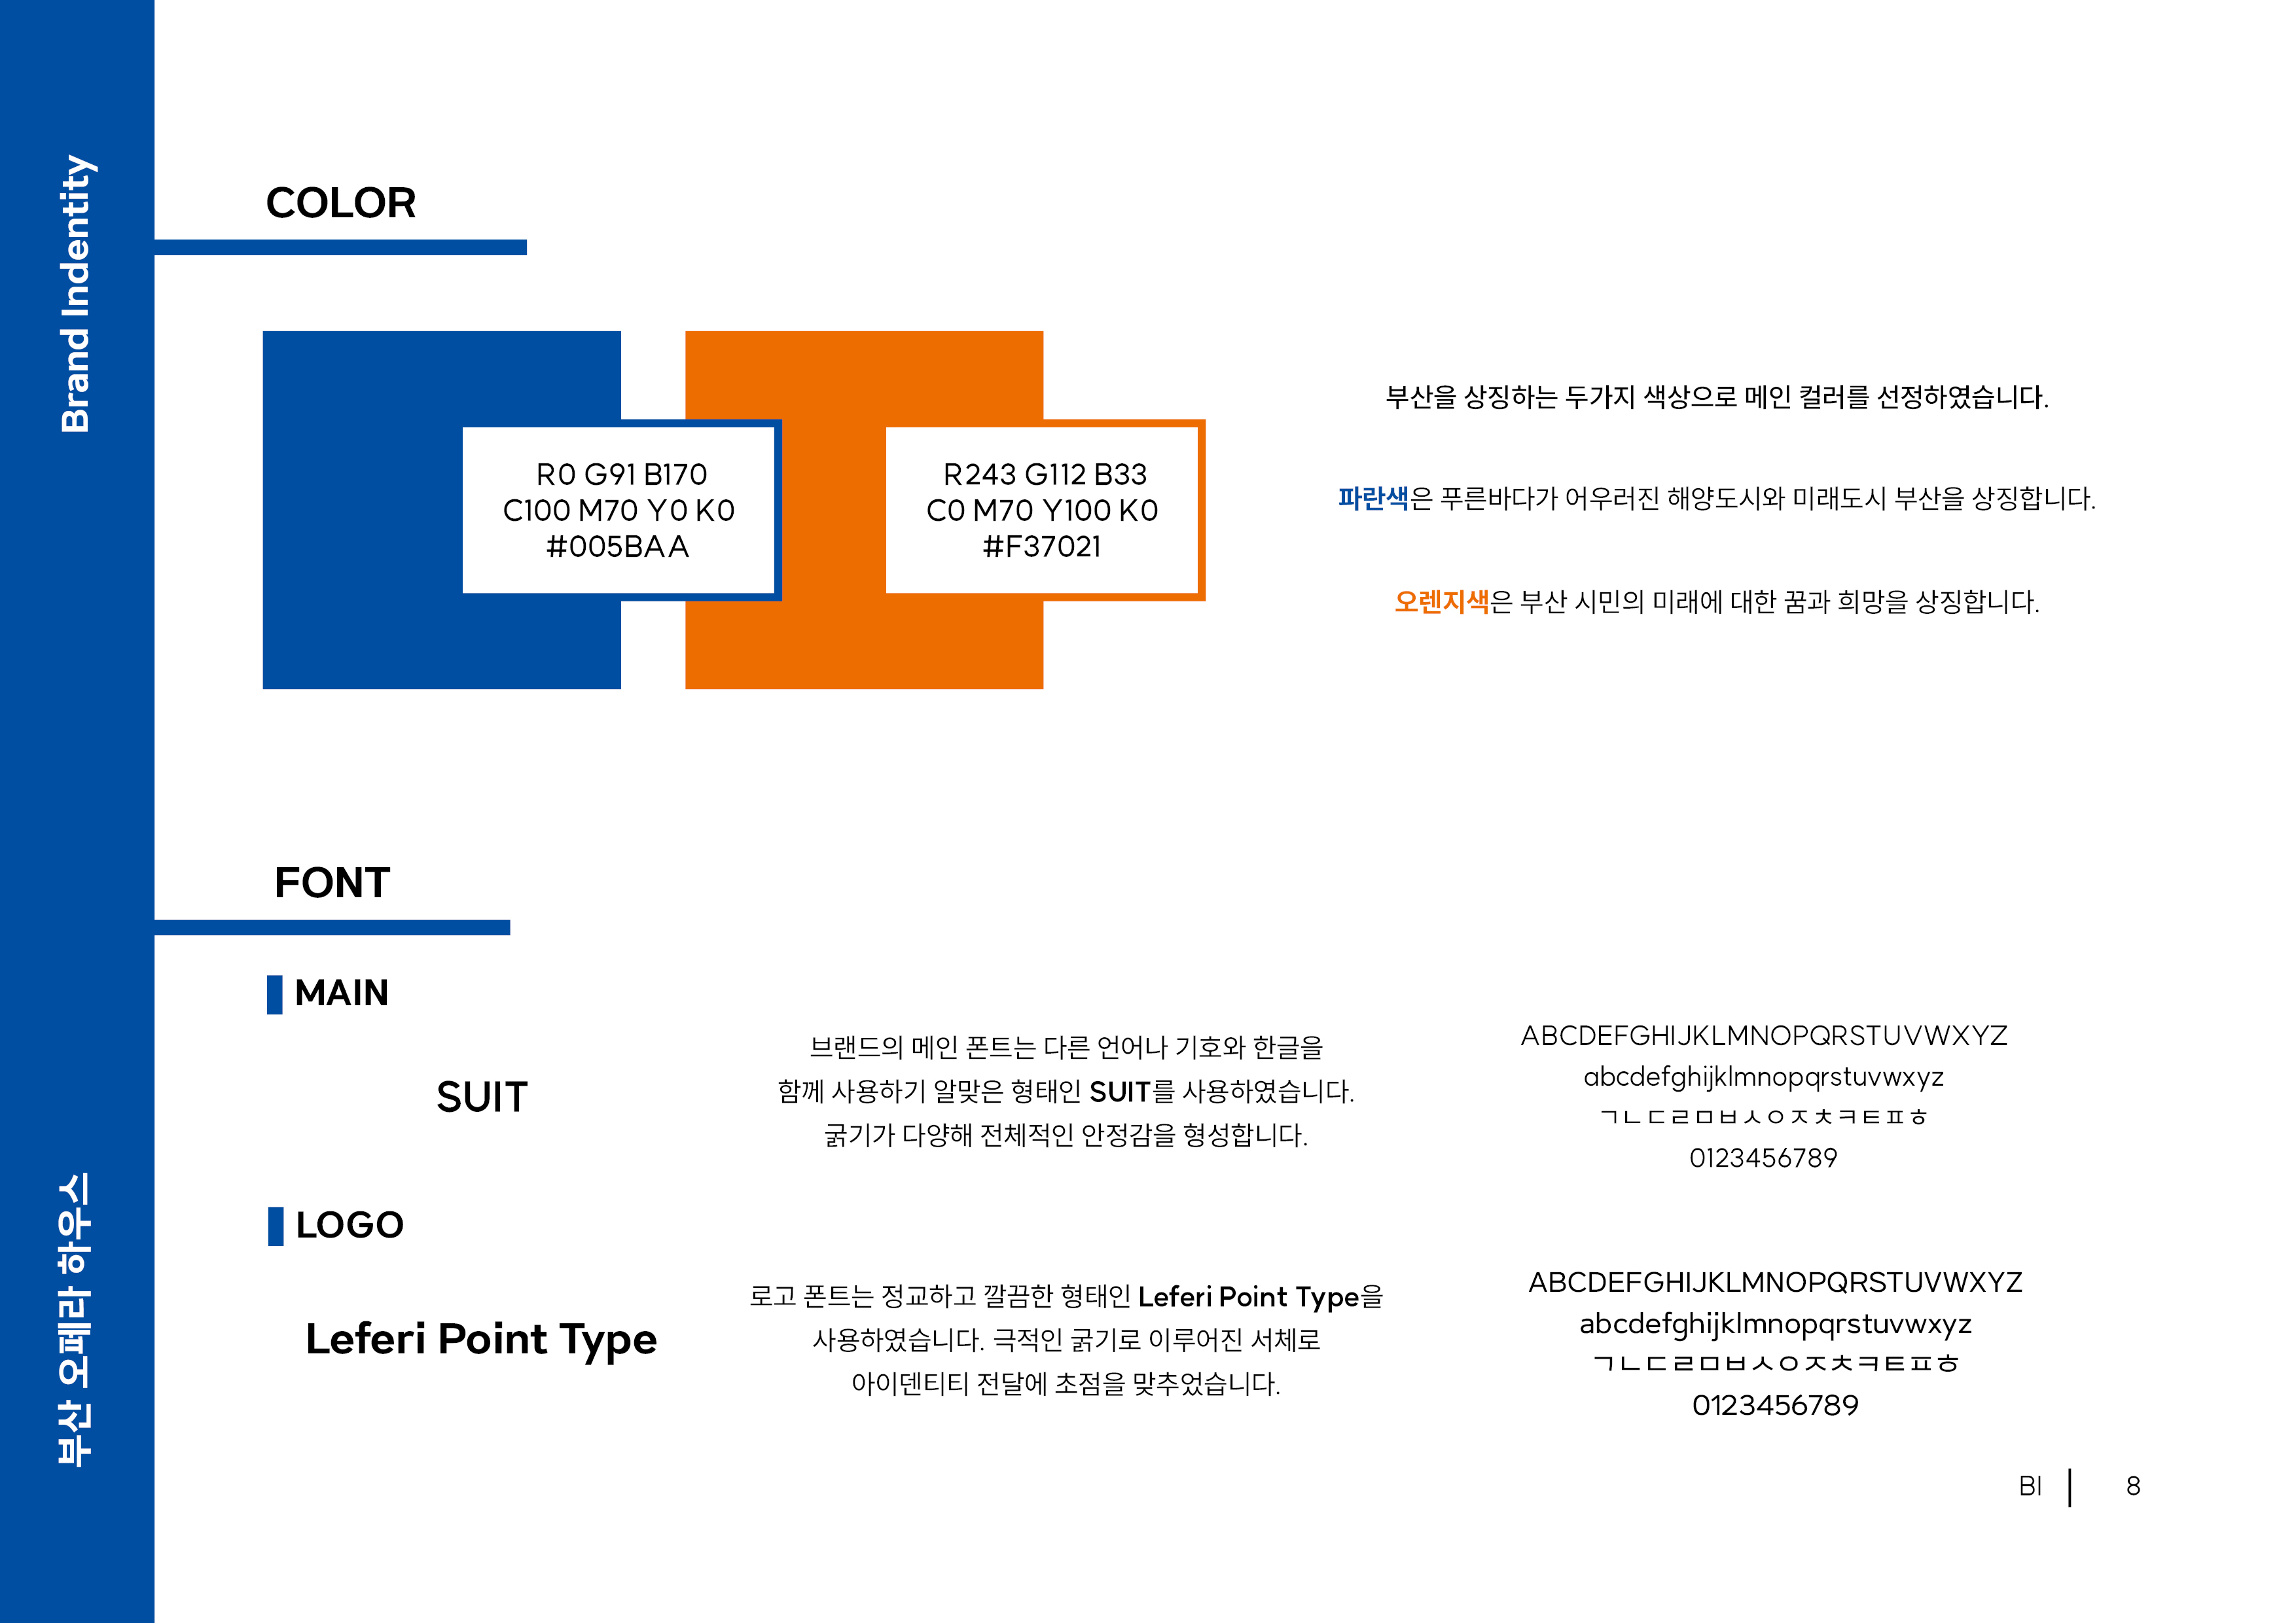 Brand Indentity
부산 오페라 하우스
COLOR
R0 G91 B170
C100 M70 Y0 K0
#005BAA
R243 G112 B33
C0 M70 Y100 K0
#F37021
부산을 상징하는 두가지 색상으로 메인 컬러를 선정하였습니다.
파란색은 푸른바다가 어우러진 해양도시와 미래도시 부산을 상징합니다.
오렌지색은 부산 시민의 미래에 대한 꿈과 희망을 상징합니다.
FONT
MAIN
SUIT
브랜드의 메인 폰트는 다른 언어나 기호와 한글을
함께 사용하기 알맞은 형태인 SUIT를 사용하였습니다.
굵기가 다양해 전체적인 안정감을 형성합니다.
ABCDEFGHIJKLMNOPQRSTUVWXYZ
abcdefghijklmnopqrstuvwxyz
ㄱㄴㄷㄹㅁㅂㅅㅇㅈㅊㅋㅌㅍㅎ
0123456789
LOGO
Leferi Point Type
로고 폰트는 정교하고 깔끔한 형태인 Leferi Point Type을
사용하였습니다. 극적인 굵기로 이루어진 서체로
아이덴티티 전달에 초점을 맞추었습니다.
ABCDEFGHIJKLMNOPQRSTUVWXYZ
abcdefghijklmnopqrstuvwxyz
ㄱㄴㄷㄹㅁㅂㅅㅇㅈㅊㅋㅌㅍㅎ
0123456789
BI | 8